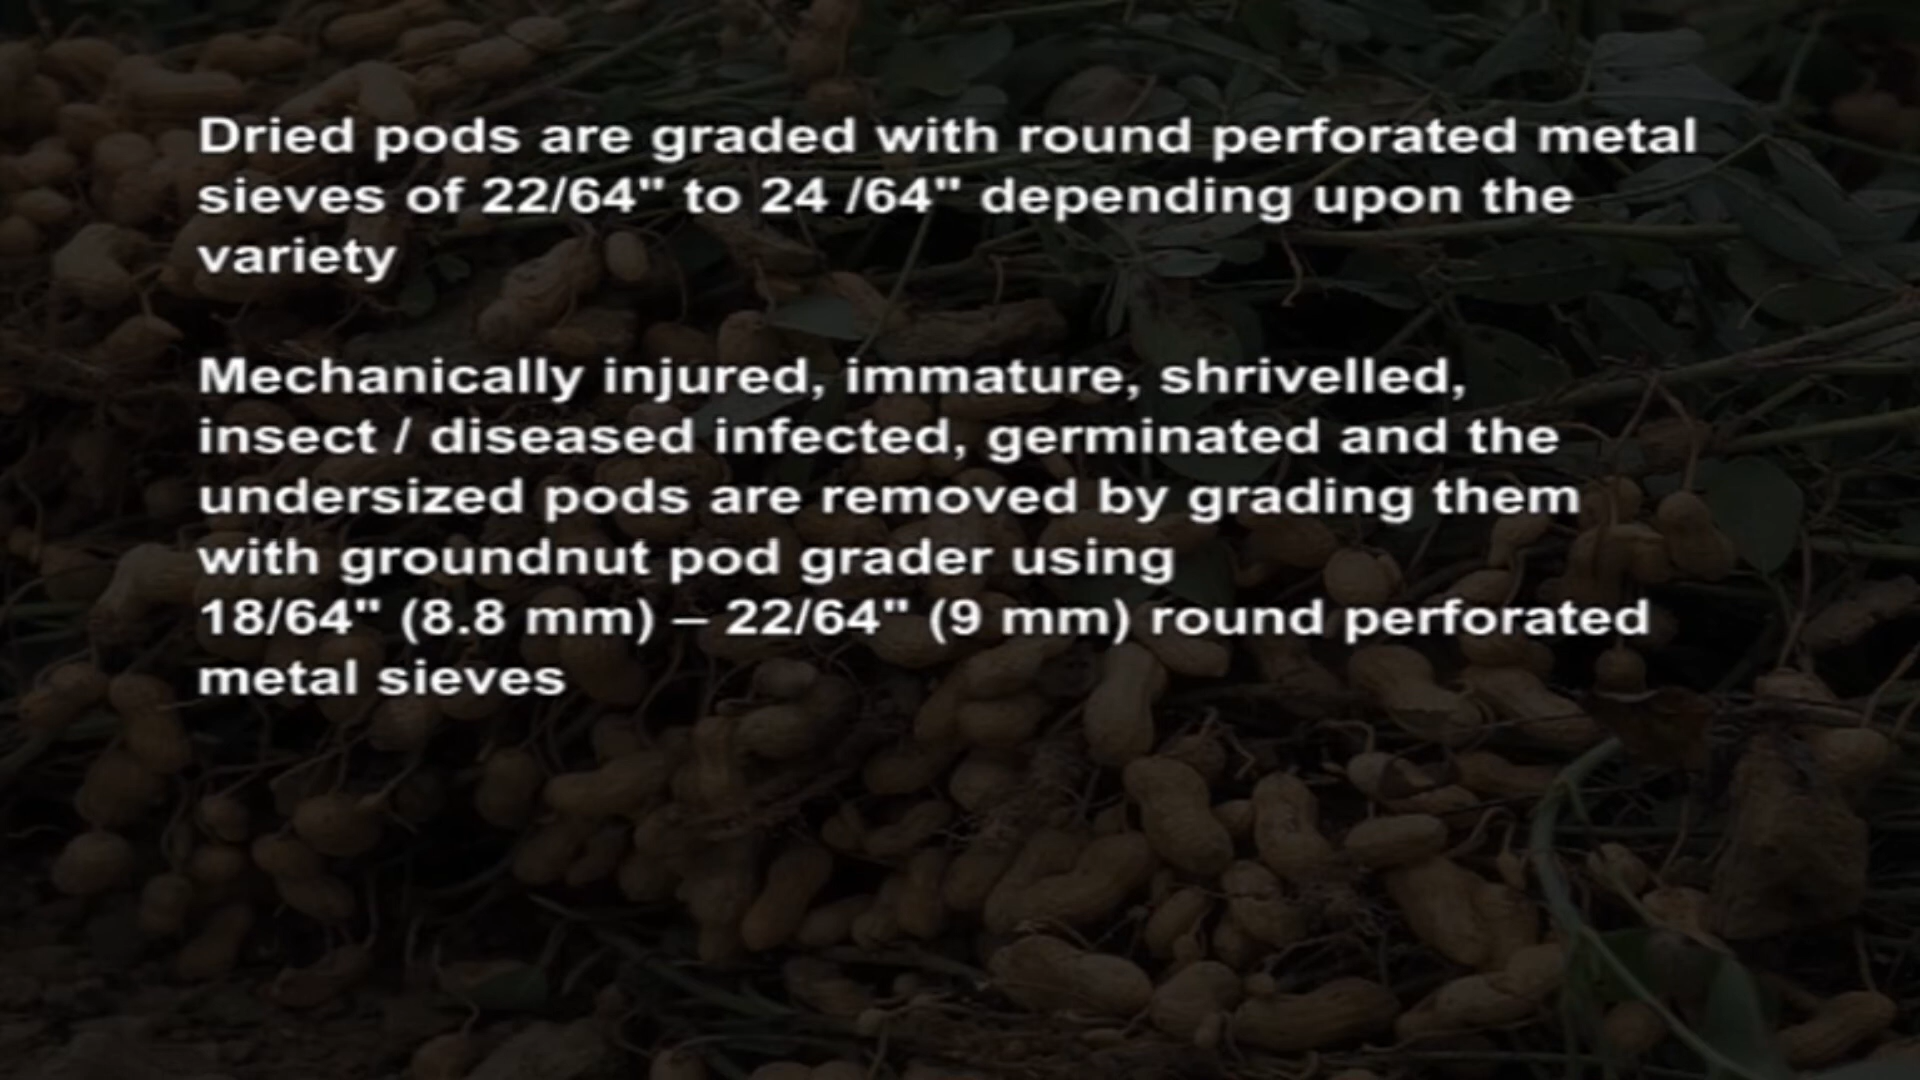 Dried pods are graded with round perforated metal
sieves of 22/64" to 24 /64" depending upon the
variety
Mechanically injured, immature, shrivelled,
insect / diseased infected, germinated and the
undersized pods are removed by grading them
with groundnut pod grader using
18/64" (8.8 mm) – 22/64" (9 mm) round perforated
metal sieves